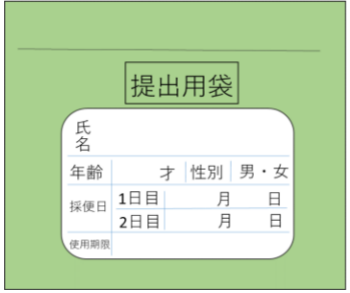 提出用袋
氏名
年齢 才 性別 男・女
採便日 1日目 月 日
2日目 月 日
使用期限